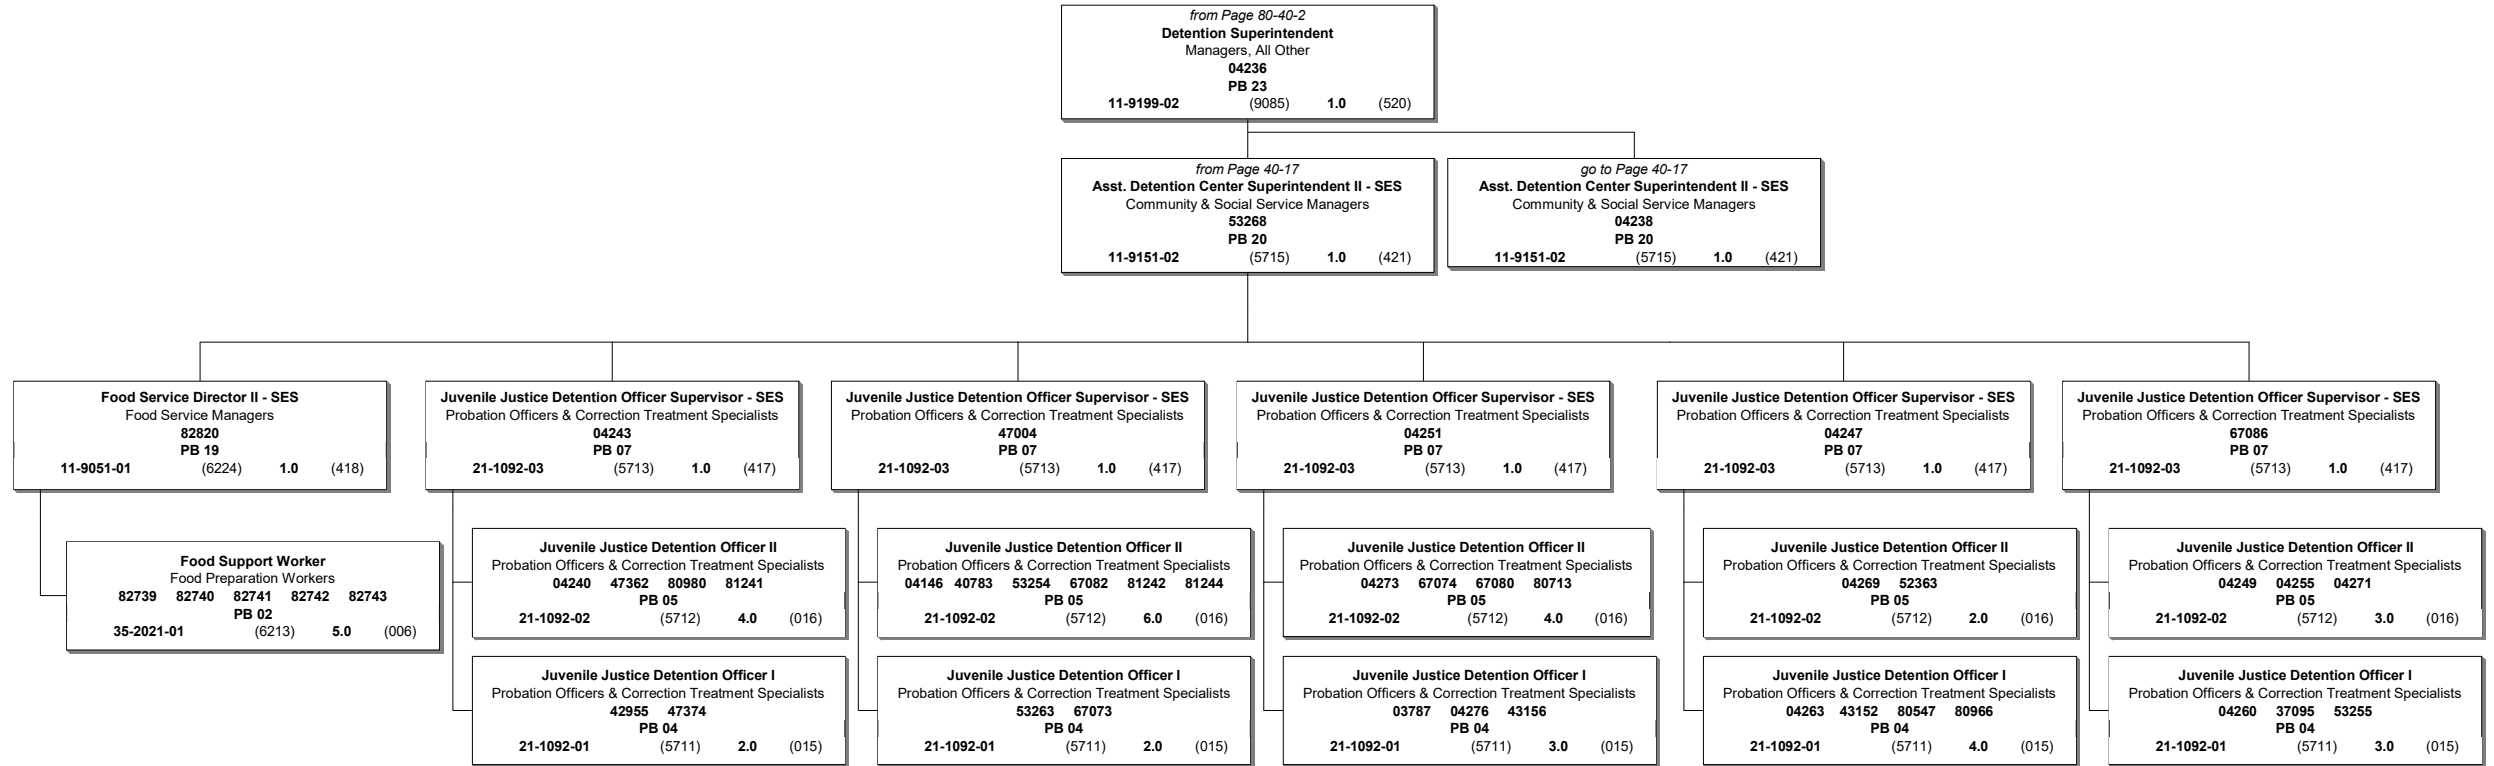 from Page 80-40-2
Detention Superintendent
Managers, All Other
04236
PB 23
11-9199-02 (9085) 1.0 (520)
from Page 40-17
Asst. Detention Center Superintendent II - SES
Community & Social Service Managers
53268
PB 20
11-9151-02 (5715) 1.0 (421)
go to Page 40-17
Asst. Detention Center Superintendent II - SES
Community & Social Service Managers
04238
PB 20
11-9151-02 (5715) 1.0 (421)
Food Service Director II - SES
Food Service Managers
82820
PB 19
11-9051-01 (6224) 1.0 (418)
Food Support Worker
Food Preparation Workers
82739 82740 82741 82742 82743
PB 02
35-2021-01 (6213) 5.0 (006)
Juvenile Justice Detention Officer Supervisor - SES
Probation Officers & Correction Treatment Specialists
04243
PB 07
21-1092-03 (5713) 1.0 (417)
Juvenile Justice Detention Officer II
Probation Officers & Correction Treatment Specialists
04240 47362 80980 81241
PB 05
21-1092-02 (5712) 4.0 (016)
Juvenile Justice Detention Officer I
Probation Officers & Correction Treatment Specialists
42955 47374
PB 04
21-1092-01 (5711) 2.0 (015)
Juvenile Justice Detention Officer Supervisor - SES
Probation Officers & Correction Treatment Specialists
47004
PB 07
21-1092-03 (5713) 1.0 (417)
Juvenile Justice Detention Officer II
Probation Officers & Correction Treatment Specialists
04146 40783 53254 67082 81242 81244
PB 05
21-1092-02 (5712) 6.0 (016)
Juvenile Justice Detention Officer I
Probation Officers & Correction Treatment Specialists
53263 67073
PB 04
21-1092-01 (5711) 2.0 (015)
Juvenile Justice Detention Officer Supervisor - SES
Probation Officers & Correction Treatment Specialists
04251
PB 07
21-1092-03 (5713) 1.0 (417)
Juvenile Justice Detention Officer II
Probation Officers & Correction Treatment Specialists
04273 67074 67080 80713
PB 05
21-1092-02 (5712) 4.0 (016)
Juvenile Justice Detention Officer I
Probation Officers & Correction Treatment Specialists
03787 04276 43156
PB 04
21-1092-01 (5711) 3.0 (015)
Juvenile Justice Detention Officer Supervisor - SES
Probation Officers & Correction Treatment Specialists
04247
PB 07
21-1092-03 (5713) 1.0 (417)
Juvenile Justice Detention Officer II
Probation Officers & Correction Treatment Specialists
04269 52363
PB 05
21-1092-02 (5712) 2.0 (016)
Juvenile Justice Detention Officer I
Probation Officers & Correction Treatment Specialists
04263 43152 80547 80966
PB 04
21-1092-01 (5711) 4.0 (015)
Juvenile Justice Detention Officer Supervisor - SES
Probation Officers & Correction Treatment Specialists
67086
PB 07
21-1092-03 (5713) 1.0 (417)
Juvenile Justice Detention Officer II
Probation Officers & Correction Treatment Specialists
04249 04255 04271
PB 05
21-1092-02 (5712) 3.0 (016)
Juvenile Justice Detention Officer I
Probation Officers & Correction Treatment Specialists
04260 37095 53255
PB 04
21-1092-01 (5711) 3.0 (015)